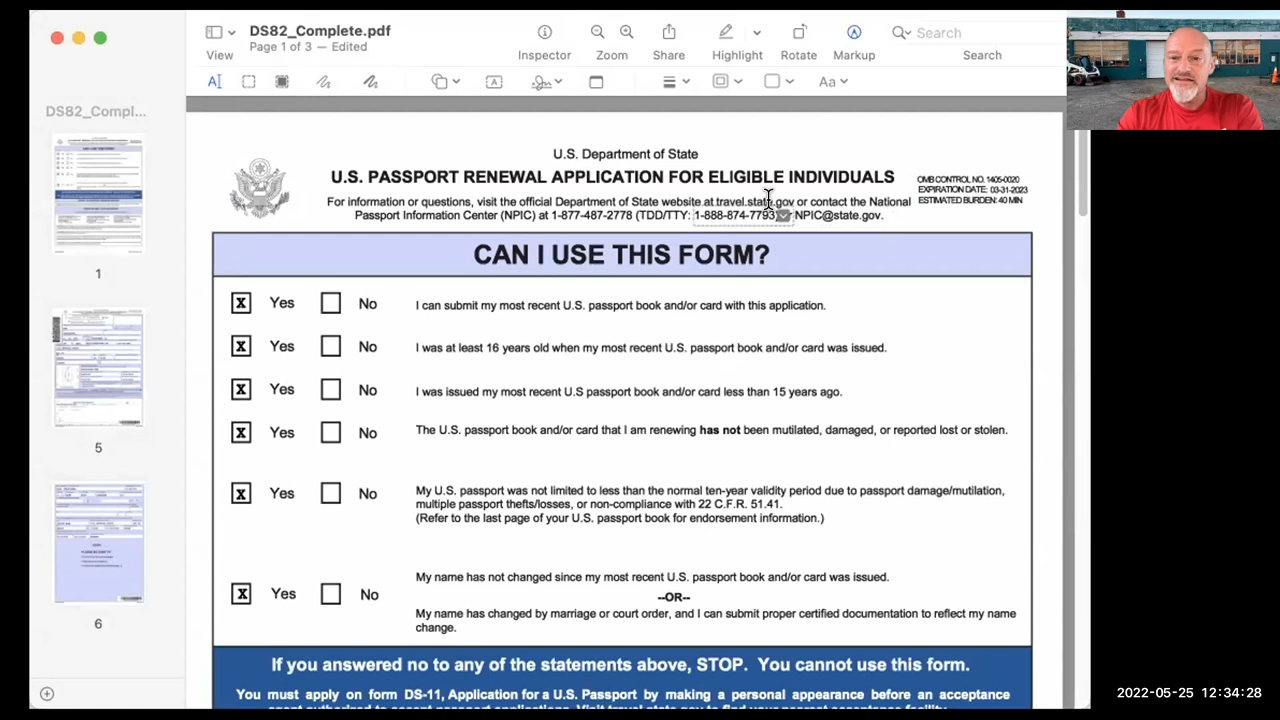 DS82_Complete.pdf
Page 1 of 3 — Edited
View
Inspector
Zoom
Share
Highlight
Rotate
Markup
Search
Search
A
Aa
DS82_Compl...
1
5
6
U.S. Department of State
U.S. PASSPORT RENEWAL APPLICATION FOR ELIGIBLE INDIVIDUALS
For information or questions, visit the official Department of State website at travel.state.gov or contact the National
Passport Information Center (NPIC) at 1-877-487-2778 (TDD/TTY: 1-888-874-7793 NPIC@state.gov.
OMB CONTROL NO. 1405-0020
EXPIRATION DATE: 03-31-2023
ESTIMATED BURDEN: 40 MIN
CAN I USE THIS FORM?
X Yes No I can submit my most recent U.S. passport book and/or card with this application.
X Yes No I was at least 16 years old when my most recent U.S. passport book and/or card was issued.
X Yes No I was issued my most recent U.S passport book and/or card less than 15 years ago.
X Yes No The U.S. passport book and/or card that I am renewing has not been mutilated, damaged, or reported lost or stolen.
X Yes No My U.S. passport was not limited to less than the normal ten-year validity period due to passport damage/mutilation,
multiple passport thefts/losses, or non-compliance with 22 C.F.R. 51.41.
(Refer to the last page of your U.S. passport book for endorsement information.)
X Yes No My name has not changed since my most recent U.S. passport book and/or card was issued.
--OR--
My name has changed by marriage or court order, and I can submit proper certified documentation to reflect my name
change.
If you answered no to any of the statements above, STOP. You cannot use this form.
You must apply on form DS-11, Application for a U.S. Passport by making a personal appearance before an acceptance
2022-05-25 12:34:28